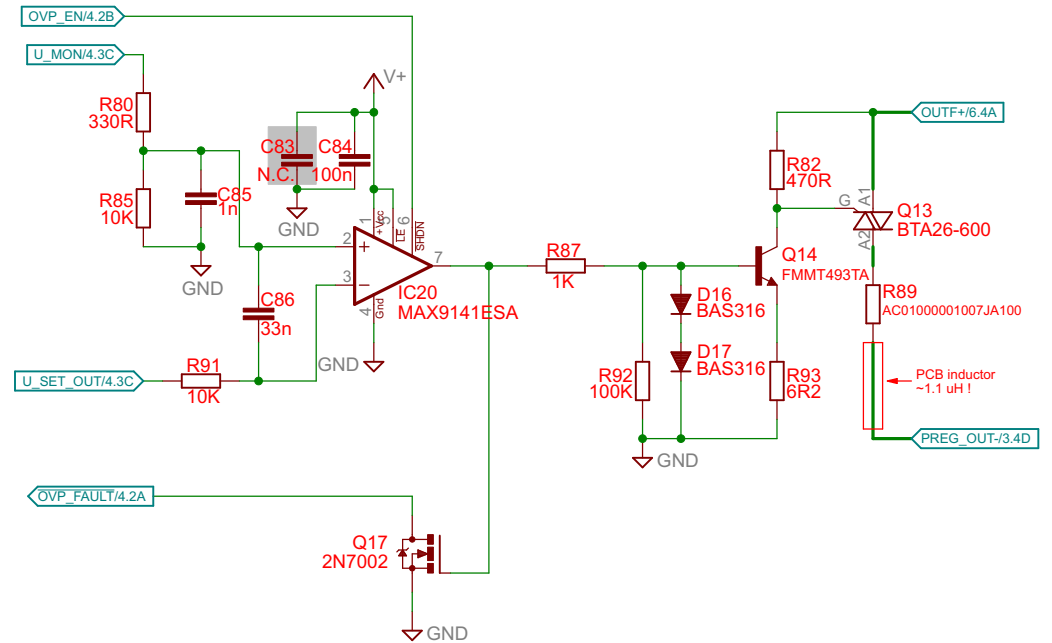 OVP_EN/4.2B
U_MON/4.3C
V+
OUTF+/6.4A
R80
330R
C83
N.C.
C84
100n
R82
470R
R85
10K
C85
1n
GND
GND
1
+Vcc
5
LE
6
SHDN
G
A1
A2
Q13
BTA26-600
2
+
3
−
7
IC20
MAX9141ESA
4
Gnd
GND
R87
1K
Q14
FMMT493TA
C86
33n
D16
BAS316
R89
AC01000001007JA100
R91
10K
U_SET_OUT/4.3C
D17
BAS316
R92
100K
R93
6R2
PCB inductor
~1.1 uH !
PREG_OUT-/3.4D
GND
OVP_FAULT/4.2A
Q17
2N7002
GND